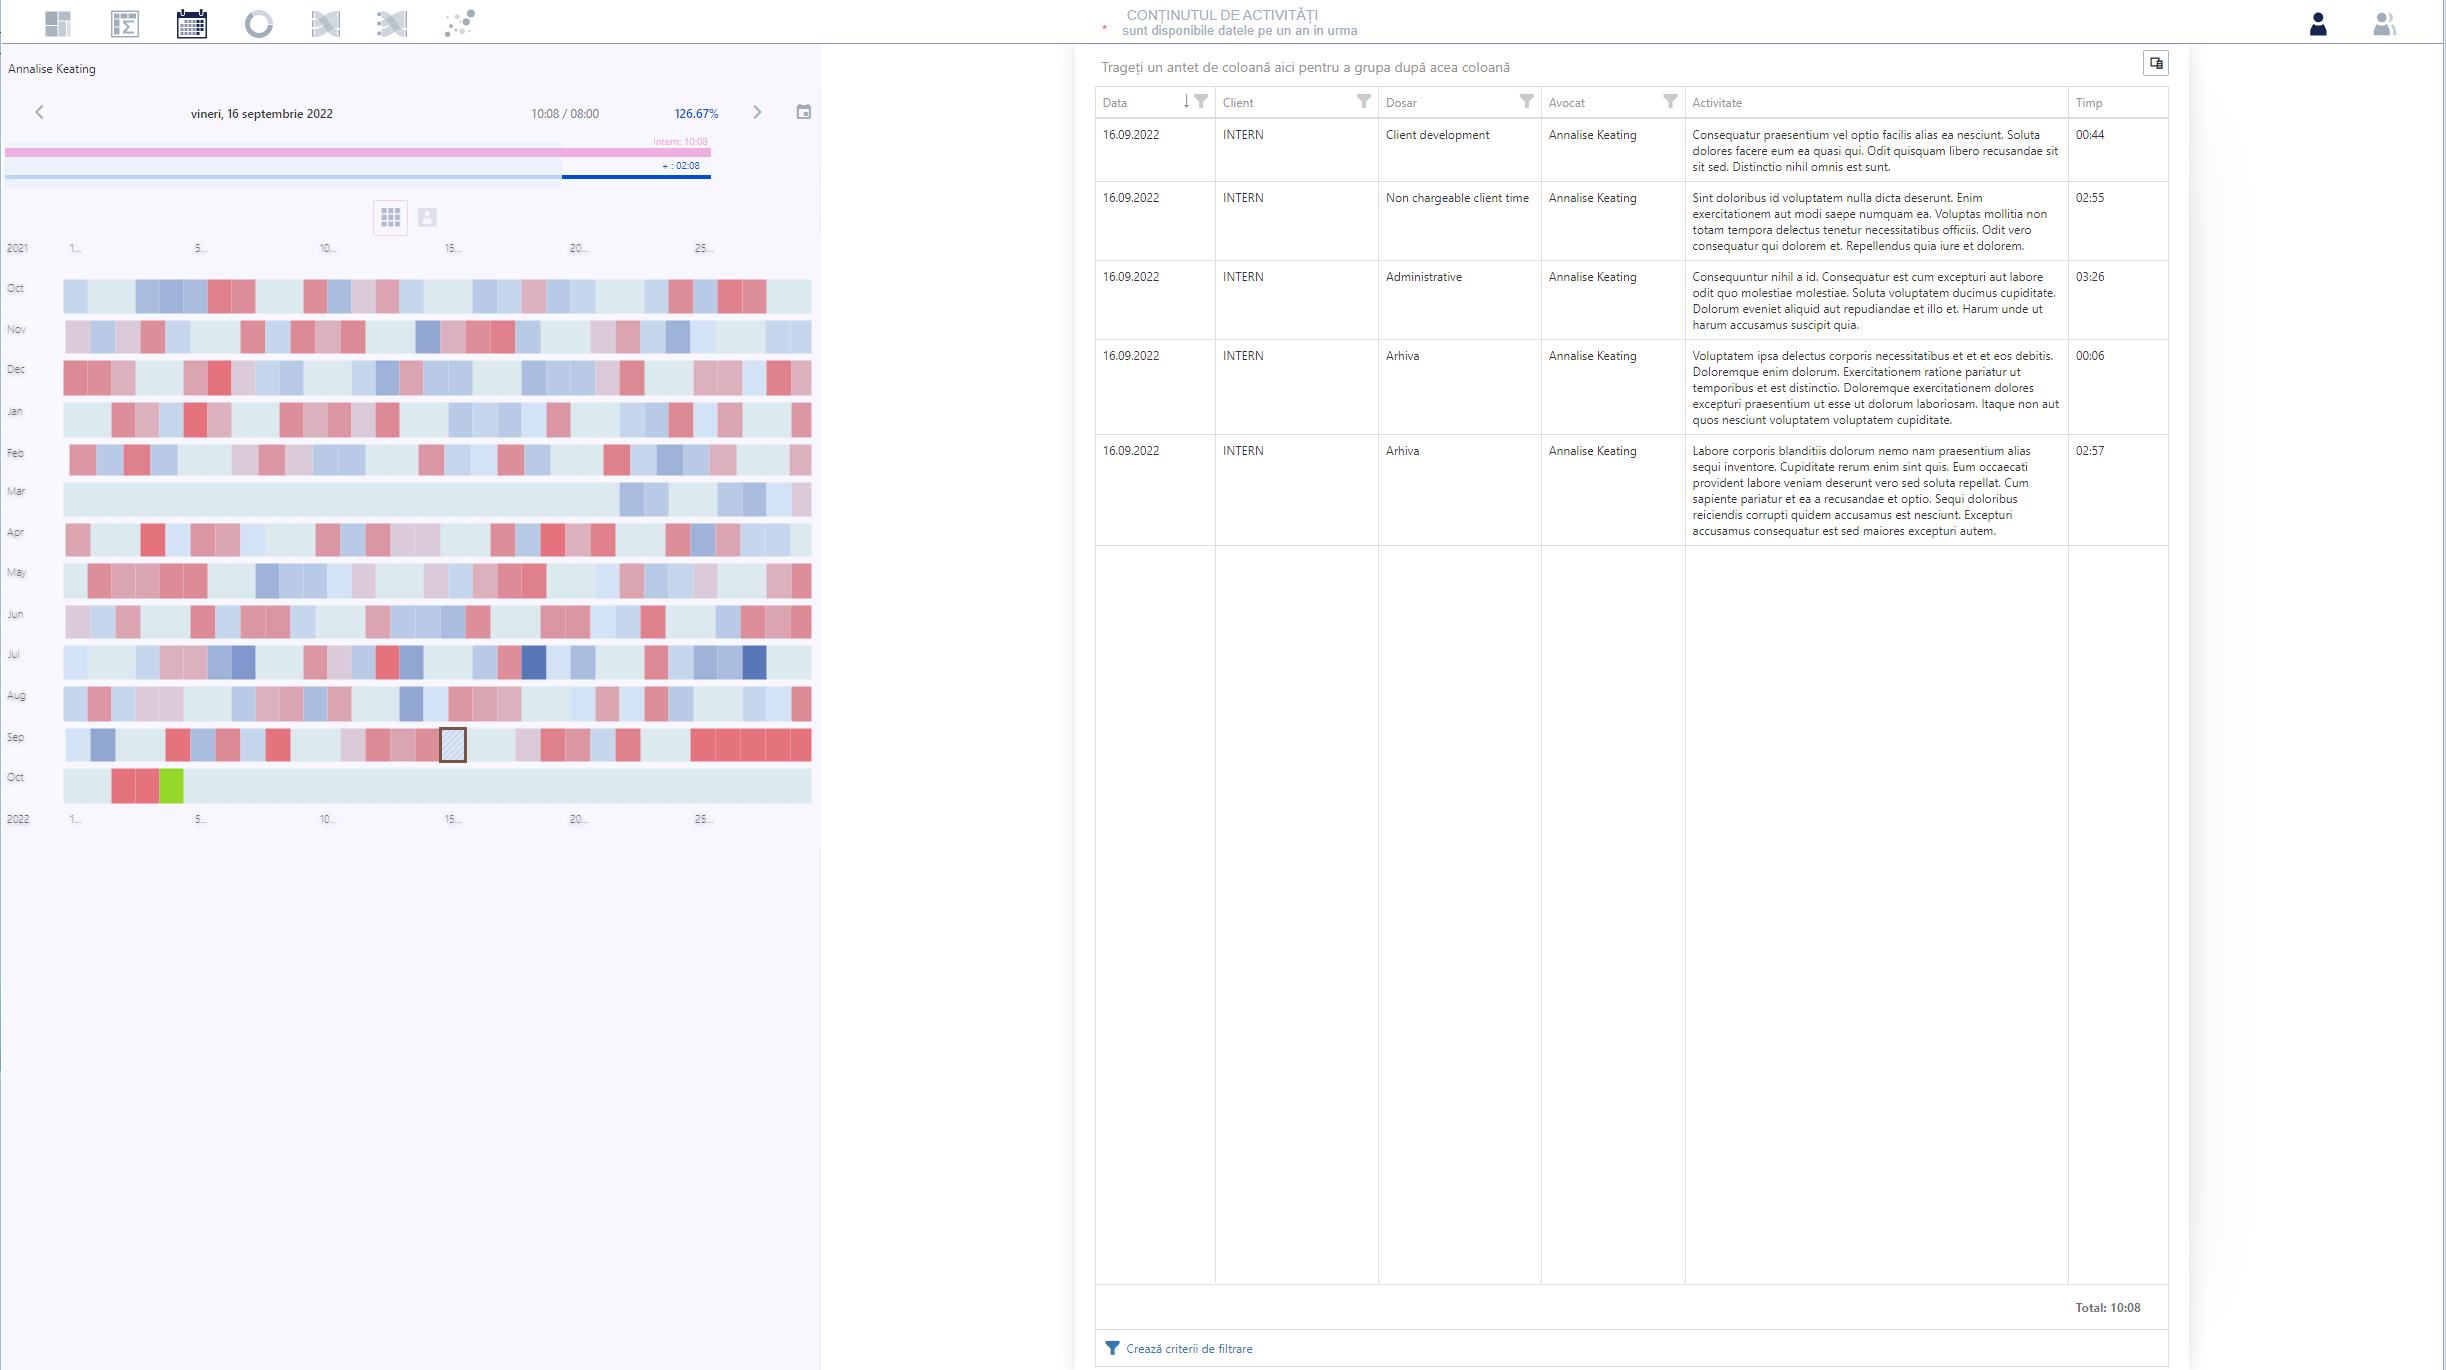 CONȚINUTUL DE ACTIVITĂȚI
* sunt disponibile datele pe un an in urma
Annalise Keating
vineri, 16 septembrie 2022 10:08 / 08:00 126.67%
Intern: 10:08
+ : 02:08
2021 1... 5... 10... 15... 20... 25...
Oct
Nov
Dec
Jan
Feb
Mar
Apr
May
Jun
Jul
Aug
Sep
Oct
2022 1... 5... 10... 15... 20... 25...
Trageți un antet de coloană aici pentru a grupa după acea coloană
Data Client Dosar Avocat Activitate Timp
16.09.2022 INTERN Client development Annalise Keating Consequatur praesentium vel optio facilis alias ea nesciunt. Soluta 00:44
dolores facere eum ea quasi qui. Odit quisquam libero recusandae sit
sit sed. Distinctio nihil omnis est sunt.
16.09.2022 INTERN Non chargeable client time Annalise Keating Sint doloribus id voluptatem nulla dicta deserunt. Enim 02:55
exercitationem aut modi saepe numquam ea. Voluptas mollitia non
totam tempora delectus tenetur necessitatibus officiis. Odit vero
consequatur qui dolorem et. Repellendus quia iure et dolorem.
16.09.2022 INTERN Administrative Annalise Keating Consequuntur nihil a id. Consequatur est cum excepturi aut labore 03:26
odit quo molestiae molestiae. Soluta voluptatem ducimus cupiditate.
Dolorum eveniet aliquid aut repudiandae et illo et. Harum unde ut
harum accusamus suscipit quia.
16.09.2022 INTERN Arhiva Annalise Keating Voluptatem ipsa delectus corporis necessitatibus et et et eos debitis. 00:06
Doloremque enim dolorum. Exercitationem ratione pariatur ut
temporibus et est distinctio. Doloremque exercitationem dolores
excepturi praesentium ut esse ut dolorum laboriosam. Itaque non aut
quos nesciunt voluptatem voluptatem cupiditate.
16.09.2022 INTERN Arhiva Annalise Keating Labore corporis blanditiis dolorum nemo nam praesentium alias 02:57
sequi inventore. Cupiditate rerum enim sint quis. Eum occaecati
provident labore veniam deserunt vero sed soluta repellat. Cum
sapiente pariatur et ea a recusandae et optio. Sequi doloribus
reiciendis corrupti quidem accusamus est nesciunt. Excepturi
accusamus consequatur est sed maiores excepturi autem.
Total: 10:08
Crează criterii de filtrare